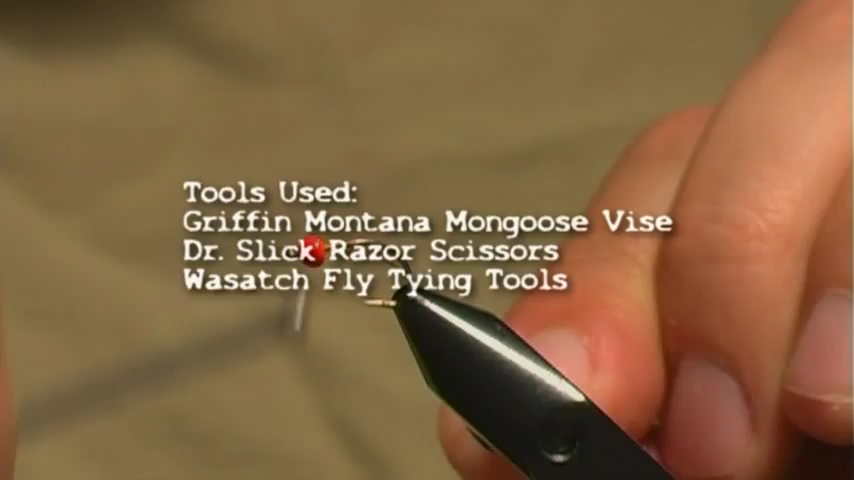 Tools Used:
Griffin Montana Mongoose Vise
Dr. Slick Razor Scissors
Wasatch Fly Tying Tools